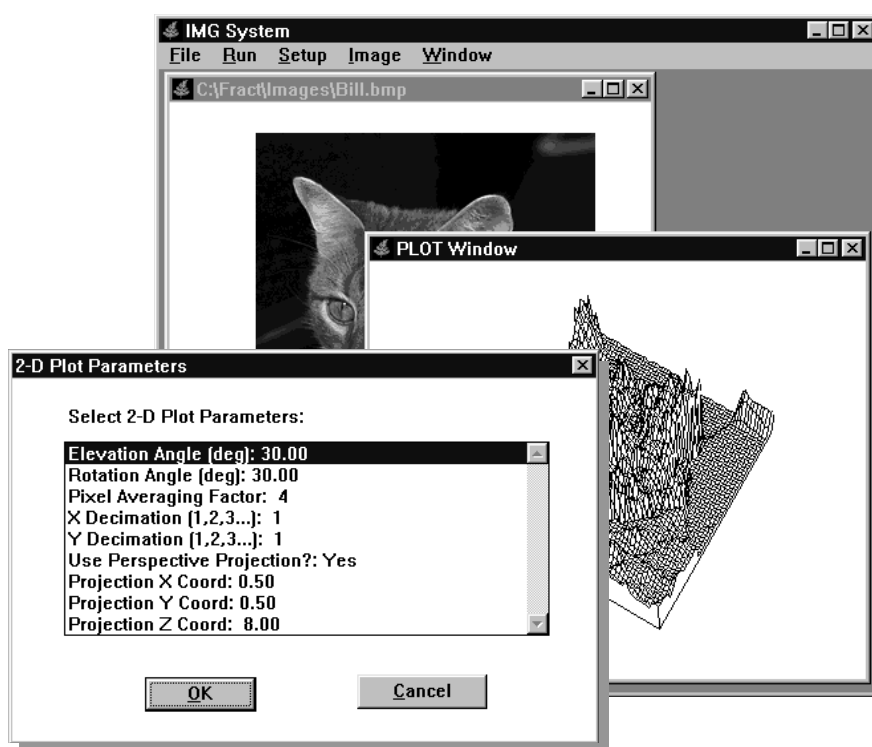 IMG System
File Run Setup Image Window
C:\Fract\Images\Bill.bmp
PLOT Window
2-D Plot Parameters
Select 2-D Plot Parameters:
Elevation Angle (deg): 30.00
Rotation Angle (deg): 30.00
Pixel Averaging Factor: 4
X Decimation (1,2,3...): 1
Y Decimation (1,2,3...): 1
Use Perspective Projection?: Yes
Projection X Coord: 0.50
Projection Y Coord: 0.50
Projection Z Coord: 8.00
OK Cancel